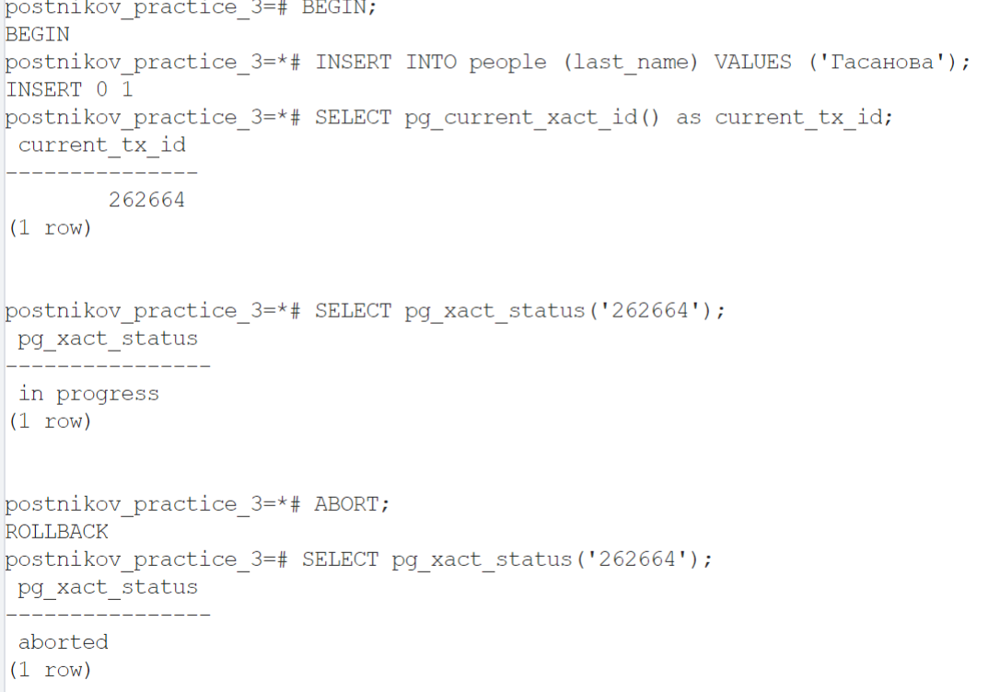 postnikov_practice_3=# BEGIN;
BEGIN
postnikov_practice_3=*# INSERT INTO people (last_name) VALUES ('Гасанова');
INSERT 0 1
postnikov_practice_3=*# SELECT pg_current_xact_id() as current_tx_id;
 current_tx_id
---------------
        262664
(1 row)

postnikov_practice_3=*# SELECT pg_xact_status('262664');
 pg_xact_status
----------------
 in progress
(1 row)

postnikov_practice_3=*# ABORT;
ROLLBACK
postnikov_practice_3=# SELECT pg_xact_status('262664');
 pg_xact_status
----------------
 aborted
(1 row)